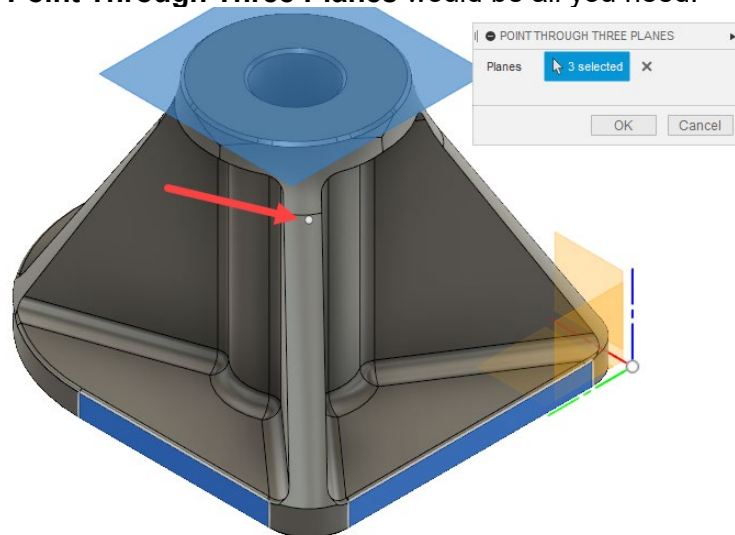 Point Through Three Planes would be all you need.
POINT THROUGH THREE PLANES
Planes 3 selected
OK Cancel